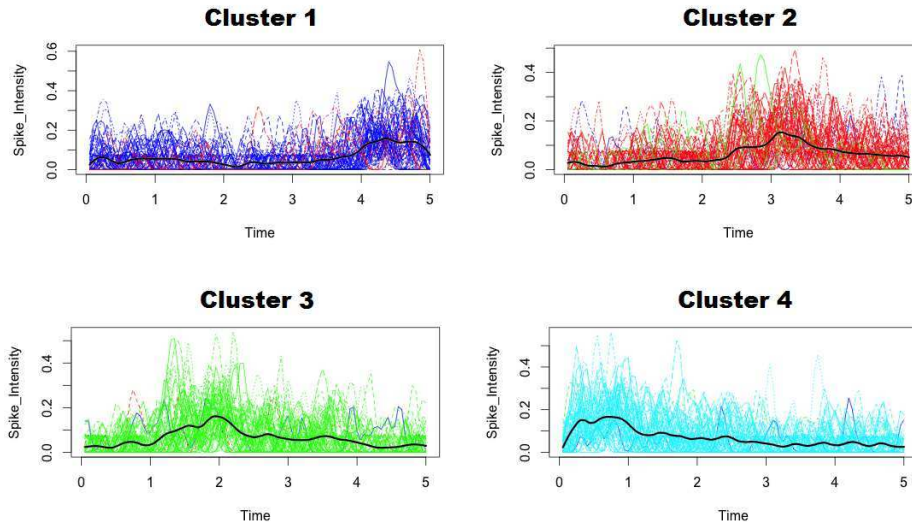 Cluster 1
Spike_Intensity
0.0 0.2 0.4 0.6
0 1 2 3 4 5
Time
Cluster 2
Spike_Intensity
0.0 0.2 0.4
0 1 2 3 4 5
Time
Cluster 3
Spike_Intensity
0.0 0.2 0.4
0 1 2 3 4 5
Time
Cluster 4
Spike_Intensity
0.0 0.2 0.4
0 1 2 3 4 5
Time